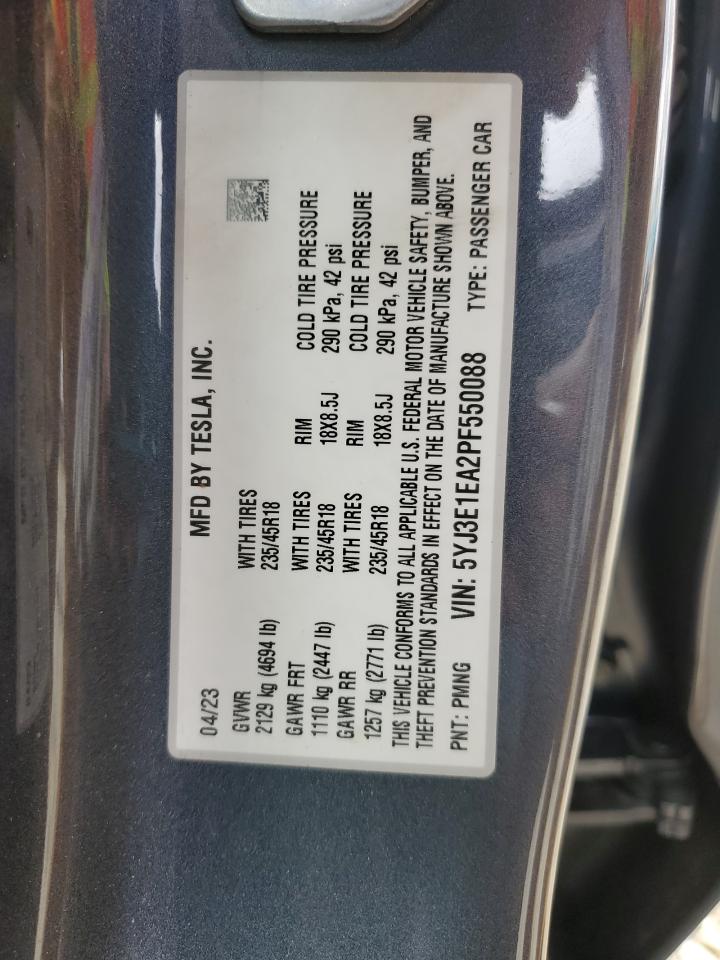 MFD BY TESLA, INC.
04/23
GVWR WITH TIRES
2129 kg (4694 lb) 235/45R18
GAWR FRT WITH TIRES RIM COLD TIRE PRESSURE
1110 kg (2447 lb) 235/45R18 18X8.5J 290 kPa, 42 psi
GAWR RR WITH TIRES RIM COLD TIRE PRESSURE
1257 kg (2771 lb) 235/45R18 18X8.5J 290 kPa, 42 psi
THIS VEHICLE CONFORMS TO ALL APPLICABLE U.S. FEDERAL MOTOR VEHICLE SAFETY, BUMPER, AND
THEFT PREVENTION STANDARDS IN EFFECT ON THE DATE OF MANUFACTURE SHOWN ABOVE.
PNT: PMNG VIN: 5YJ3E1EA2PF550088 TYPE: PASSENGER CAR